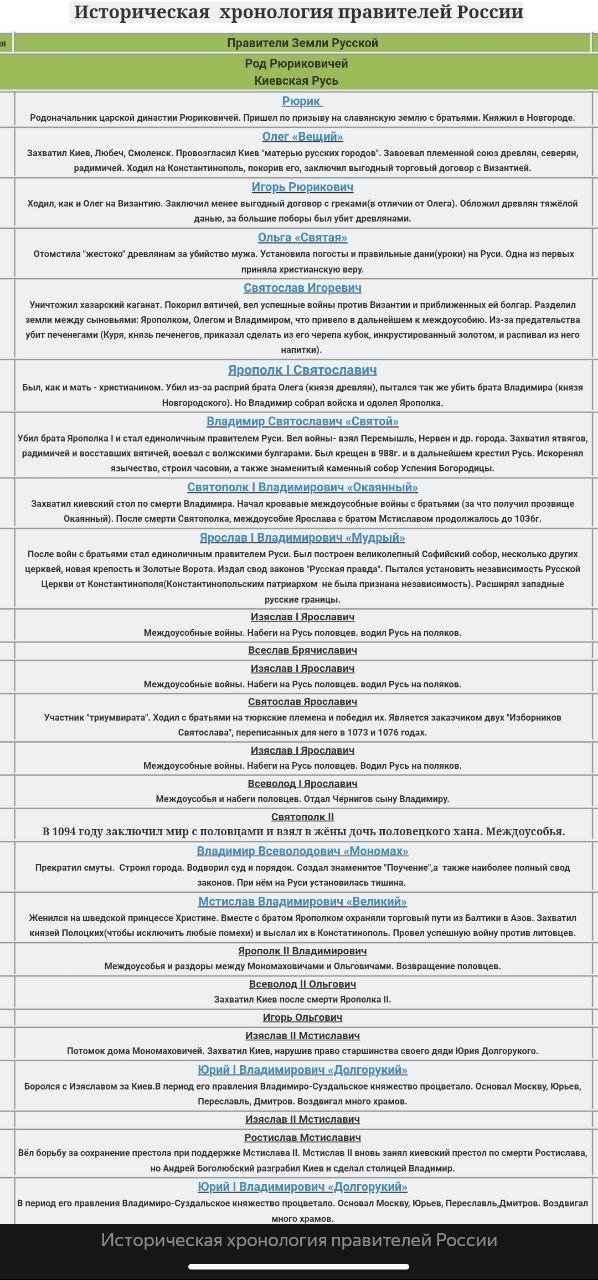 Историческая хронология правителей России
ия
Правители Земли Русской
Род Рюриковичей
Киевская Русь
Рюрик
Родоначальник царской династии Рюриковичей. Пришел по призыву на славянскую землю с братьями. Княжил в Новгороде.
Олег «Вещий»
Захватил Киев, Любеч, Смоленск. Провозгласил Киев "матерью русских городов". Завоевал племенной союз древлян, северян,
радимичей. Ходил на Константинополь, покорив его, заключил выгодный торговый договор с Византией.
Игорь Рюрикович
Ходил, как и Олег на Византию. Заключил менее выгодный договор с греками(в отличии от Олега). Обложил древлян тяжёлой
данью, за большие поборы был убит древлянами.
Ольга «Святая»
Отомстила "жестоко" древлянам за убийство мужа. Установила погосты и правильные дани(уроки) на Руси. Одна из первых
приняла христианскую веру.
Святослав Игоревич
Уничтожил хазарский каганат. Покорил вятичей, вел успешные войны против Византии и приближенных ей болгар. Разделил
земли между сыновьями: Ярополком, Олегом и Владимиром, что привело в дальнейшем к междоусобию. Из-за предательства
убит печенегами (Куря, князь печенегов, приказал сделать из его черепа кубок, инкрустированный золотом, и распивал из него
напитки).
Ярополк I Святославич
Был, как и мать - христианином. Убил из-за расприй брата Олега (князя древлян), пытался так же убить брата Владимира (князя
Новгородского). Но Владимир собрал войска и одолел Ярополка.
Владимир Святославич «Святой»
Убил брата Ярополка I и стал единоличным правителем Руси. Вел войны- взял Перемышль, Нервен и др. города. Захватил ятвягов,
радимичей и восставших вятичей, воевал с волжскими булгарами. Был крещен в 988г. и в дальнейшем крестил Русь. Искоренял
язычество, строил часовни, а также знаменитый каменный собор Успения Богородицы.
Святополк I Владимирович «Окаянный»
Захватил киевский стол по смерти Владимира. Начал кровавые междоусобные войны с братьями (за что получил прозвище
Окаянный). После смерти Святополка, междоусобие Ярослава с братом Мстиславом продолжалось до 1036г.
Ярослав I Владимирович «Мудрый»
После войн с братьями стал единоличным правителем Руси. Был построен великолепный Софийский собор, несколько других
церквей, новая крепость и Золотые Ворота. Издал свод законов "Русская правда". Пытался установить независимость Русской
Церкви от Константинополя(Константинопольским патриархом не была признана независимость). Расширял западные
русские границы.
Изяслав I Ярославич
Междоусобные войны. Набеги на Русь половцев. водил Русь на поляков.
Всеслав Брячиславич
Изяслав I Ярославич
Междоусобные войны. Набеги на Русь половцев. водил Русь на поляков.
Святослав Ярославич
Участник "триумвирата". Ходил с братьями на тюркские племена и победил их. Является заказчиком двух "Изборников
Святослава", переписанных для него в 1073 и 1076 годах.
Изяслав I Ярославич
Междоусобные войны. Набеги на Русь половцев. Водил Русь на поляков.
Всеволод I Ярославич
Междоусобья и набеги половцев. Отдал Чернигов сыну Владимиру.
Святополк II
В 1094 году заключил мир с половцами и взял в жёны дочь половецкого хана. Междоусобья.
Владимир Всеволодович «Мономах»
Прекратил смуты. Строил города. Водворил суд и порядок. Создал знаменитое "Поучение",а также наиболее полный свод
законов. При нём на Руси установилась тишина.
Мстислав Владимирович «Великий»
Женился на шведской принцессе Христине. Вместе с братом Ярополком охраняли торговый пути из Балтики в Азов. Захватил
князей Полоцких(чтобы исключить любые помехи) и выслал их в Констатинополь. Провел успешную войну против литовцев.
Ярополк II Владимирович
Междоусобья и раздоры между Мономаховичами и Ольговичами. Возвращение половцев.
Всеволод II Ольгович
Захватил Киев после смерти Ярополка II.
Игорь Ольгович
Изяслав II Мстиславич
Потомок дома Мономаховичей. Захватил Киев, нарушив право старшинства своего дяди Юрия Долгорукого.
Юрий I Владимирович «Долгорукий»
Боролся с Изяславом за Киев.В период его правления Владимиро-Суздальское княжество процветало. Основал Москву, Юрьев,
Переславль, Дмитров. Воздвигал много храмов.
Изяслав II Мстиславич
Ростислав Мстиславич
Вёл борьбу за сохранение престола при поддержке Мстислава II. Мстислав II вновь занял киевский престол по смерти Ростислава,
но Андрей Боголюбский разграбил Киев и сделал столицей Владимир.
Юрий I Владимирович «Долгорукий»
В период его правления Владимиро-Суздальское княжество процветало. Основал Москву, Юрьев, Переславль,Дмитров. Воздвигал
много храмов.
Историческая хронология правителей России